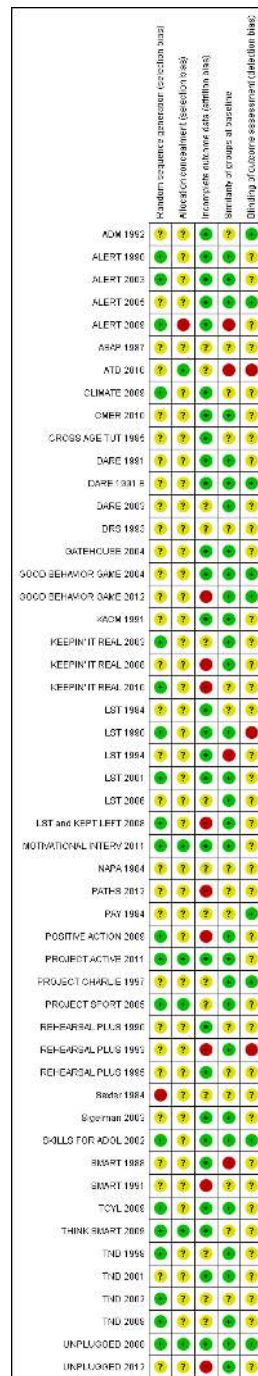 Random sequence generation (selection bias)
Allocation concealment (selection bias)
Incomplete outcome data (attrition bias)
Similarity of groups at baseline
Blinding of outcome assessment (detection bias)
ADM 1992 ? ? + ? +
ALERT 1990 + ? + + +
ALERT 2003 + ? + + ?
ALERT 2005 ? ? + + +
ALERT 2009 + ?
ASAP 1987 ? ? ? ? ?
ATD 2010 ? + ?
CLIMATE 2009 + ? + ? ?
CMER 2010 ? ? + + ?
CROSS AGE TUT 1995 ? ? + ? ?
DARE 1991 ? ? + + ?
DARE 1991 B ? ? + + +
DARE 2003 ? ? ? + ?
DRS 1993 ? ? ? ? ?
GATEHOUSE 2004 ? ? + + ?
GOOD BEHAVIOR GAME 2004 ? ? + + +
GOOD BEHAVIOR GAME 2012 ? ? + +
KACM 1991 ? ? + + ?
KEEPIN' IT REAL 2003 + ? ? + ?
KEEPIN' IT REAL 2008 ? ? + ?
KEEPIN' IT REAL 2010 + ? ? ?
LST 1984 ? ? + ? ?
LST 1990 + ? + +
LST 1994 ? ? + ?
LST 2001 + ? + + ?
LST 2006 ? ? ? + ?
LST and KEPT LEFT 2008 + ? + ?
MOTIVATIONAL INTERV 2011 + + + + ?
NAPA 1984 ? ? ? ? ?
PATHS 2012 ? ? ? ?
PAY 1984 ? ? ? ? +
POSITIVE ACTION 2009 + ? + ?
PROJECT ACTIVE 2011 + + + + ?
PROJECT CHARLIE 1997 ? ? ? + +
PROJECT SPORT 2005 + + ? + ?
REHEARSAL PLUS 1990 ? ? + ? ?
REHEARSAL PLUS 1993 ? ? +
REHEARSAL PLUS 1995 ? ? + ? ?
Sexter 1984 ? ? ? ?
Sigelman 2003 ? ? + + ?
SKILLS FOR ADOL 2002 + ? + + +
SMART 1988 ? ? + ?
SMART 1991 ? ? ? ?
TCYL 2009 + ? + + ?
THINK SMART 2009 + + + ? ?
TND 1998 + ? ? + ?
TND 2001 ? ? + + ?
TND 2002 + ? ? ? ?
TND 2008 ? ? ? + ?
UNPLUGGED 2008 + + + + +
UNPLUGGED 2012 ? ? + ?